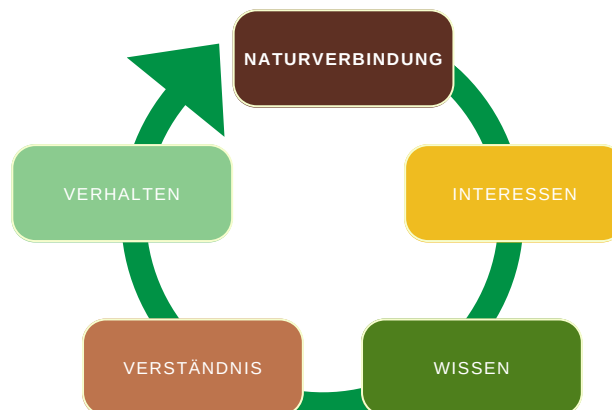 NATURVERBINDUNG
VERHALTEN
INTERESSEN
VERSTÄNDNIS
WISSEN